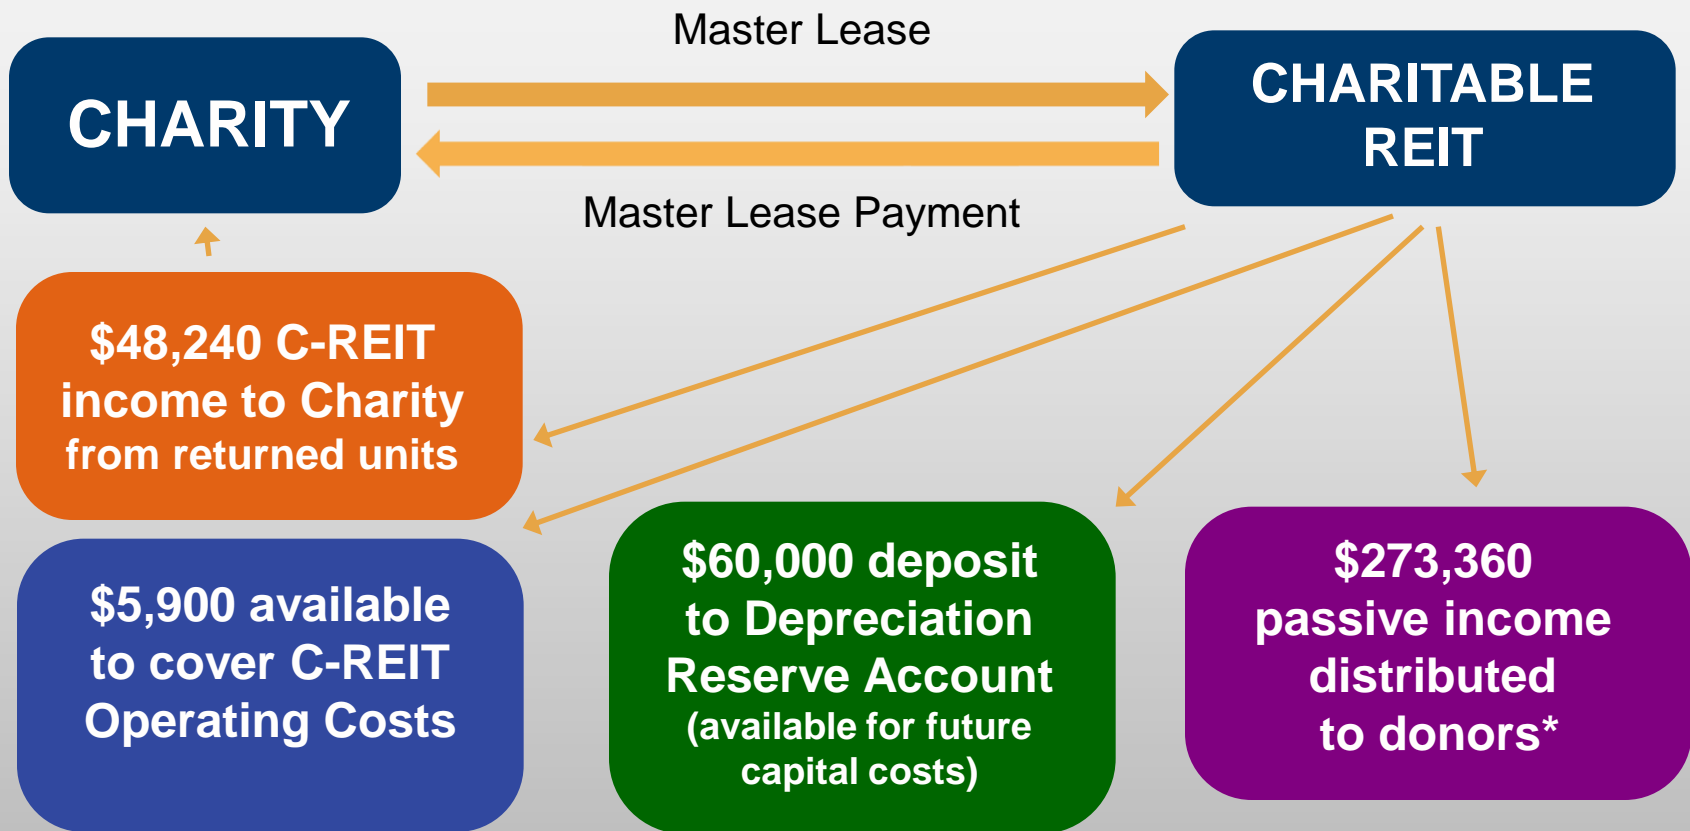 Master Lease
CHARITY
CHARITABLE
REIT
Master Lease Payment
$48,240 C-REIT
income to Charity
from returned units
$5,900 available
to cover C-REIT
Operating Costs
$60,000 deposit
to Depreciation
Reserve Account
(available for future
capital costs)
$273,360
passive income
distributed
to donors*